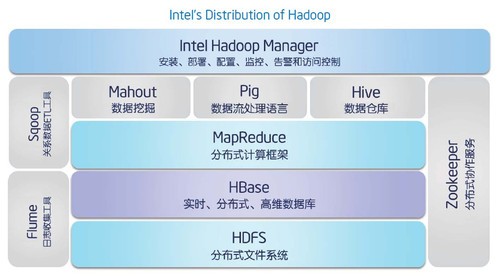 Intel's Distribution of Hadoop
Intel Hadoop Manager
安装、部署、配置、监控、告警和访问控制
Sqoop
关系数据ETL工具
Mahout
数据挖掘
Pig
数据流处理语言
Hive
数据仓库
MapReduce
分布式计算框架
Zookeeper
分布式协作服务
Flume
日志收集工具
HBase
实时、分布式、高维数据库
HDFS
分布式文件系统